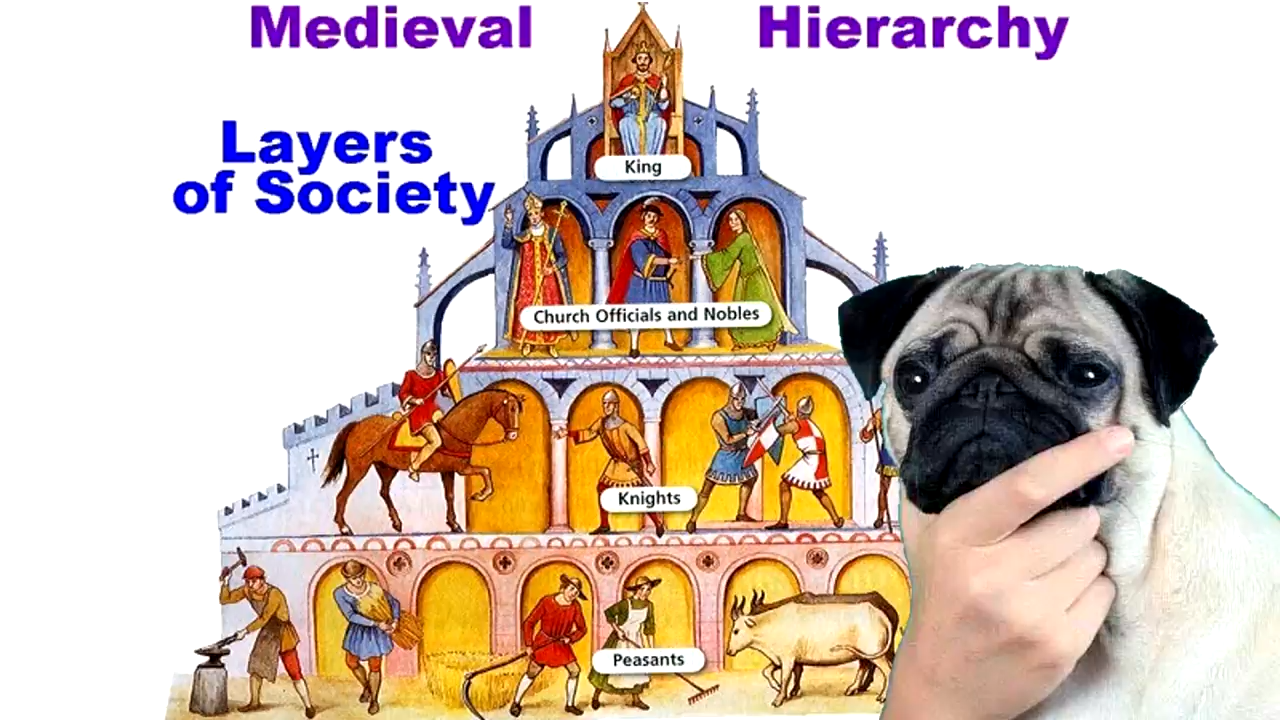 Medieval Hierarchy
Layers
of Society
King
Church Officials and Nobles
Knights
Peasants